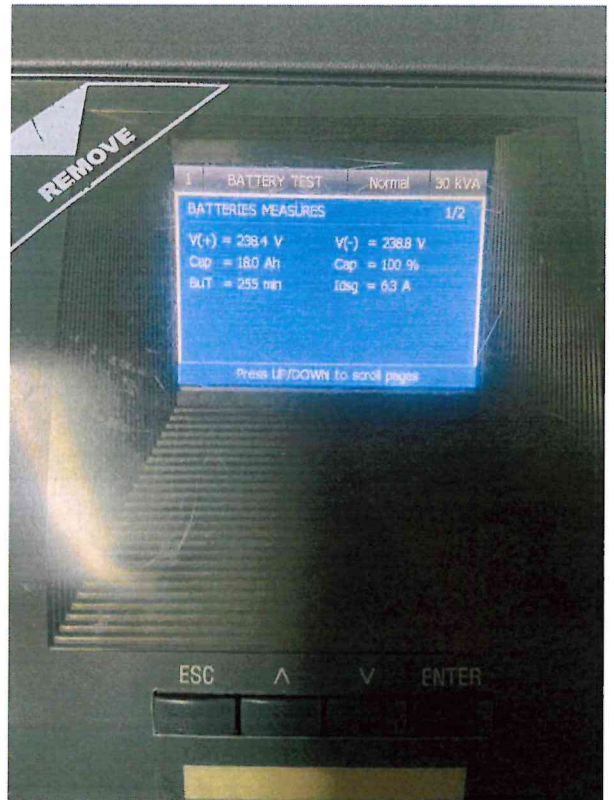 REMOVE
1 BATTERY TEST Normal 30 kVA
BATTERIES MEASURES 1/2
V(+) = 238.4 V V(-) = 238.8 V
Cap = 18.0 Ah Cap = 100 %
BuT = 255 min Idsg = 6.3 A
Press UP/DOWN to scroll pages
ESC ∧ ∨ ENTER